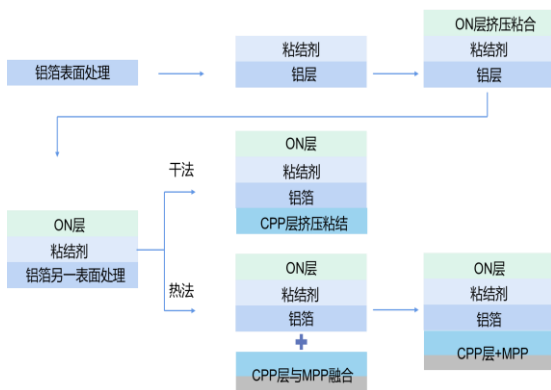 铝箔表面处理
粘结剂
铝层
ON层挤压粘合
粘结剂
铝层
ON层
粘结剂
铝箔另一表面处理
干法
ON层
粘结剂
铝箔
CPP层挤压粘结
热法
ON层
粘结剂
铝箔
CPP层与MPP融合
ON层
粘结剂
铝箔
CPP层+MPP